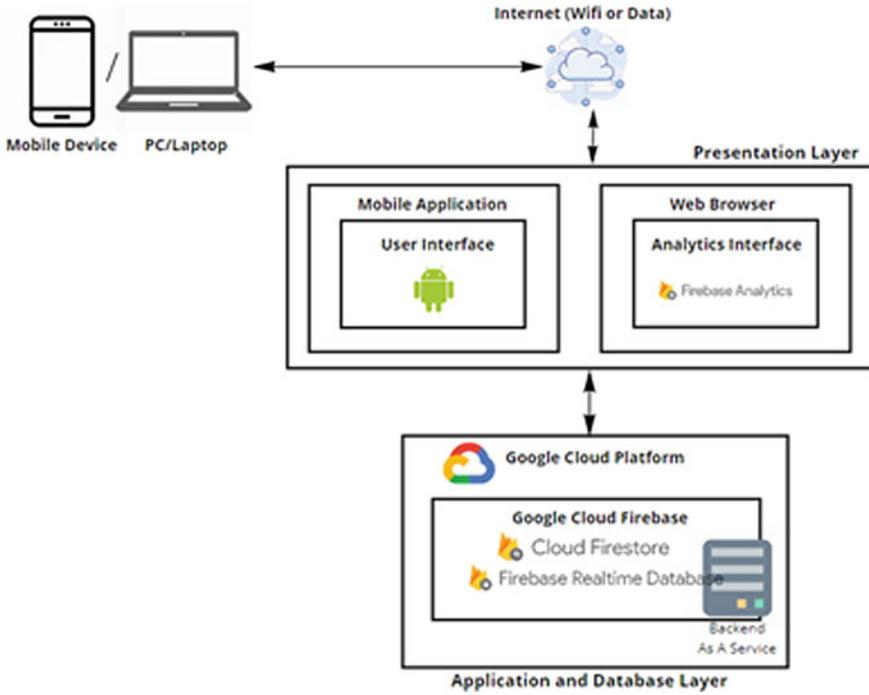 Internet (Wifi or Data)
/
Mobile Device
PC/Laptop
Presentation Layer
Mobile Application
User Interface
Web Browser
Analytics Interface
Firebase Analytics
Google Cloud Platform
Google Cloud Firebase
Cloud Firestore
Firebase Realtime Database
Backend
As A Service
Application and Database Layer